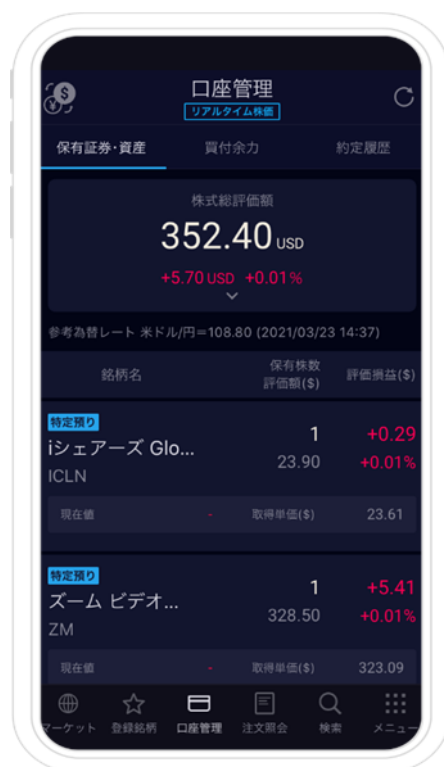 口座管理
リアルタイム株価
保有証券・資産 買付余力 約定履歴
株式総評価額
352.40 USD
+5.70 USD +0.01%
参考為替レート 米ドル/円=108.80 (2021/03/23 14:37)
銘柄名 保有株数 評価額($) 評価損益($)
特定預り
iシェアーズ Glo... 1 +0.29
ICLN 23.90 +0.01%
現在値 - 取得単価($) 23.61
特定預り
ズーム ビデオ... 1 +5.41
ZM 328.50 +0.01%
現在値 - 取得単価($) 323.09
マーケット 登録銘柄 口座管理 注文照会 検索 メニュー